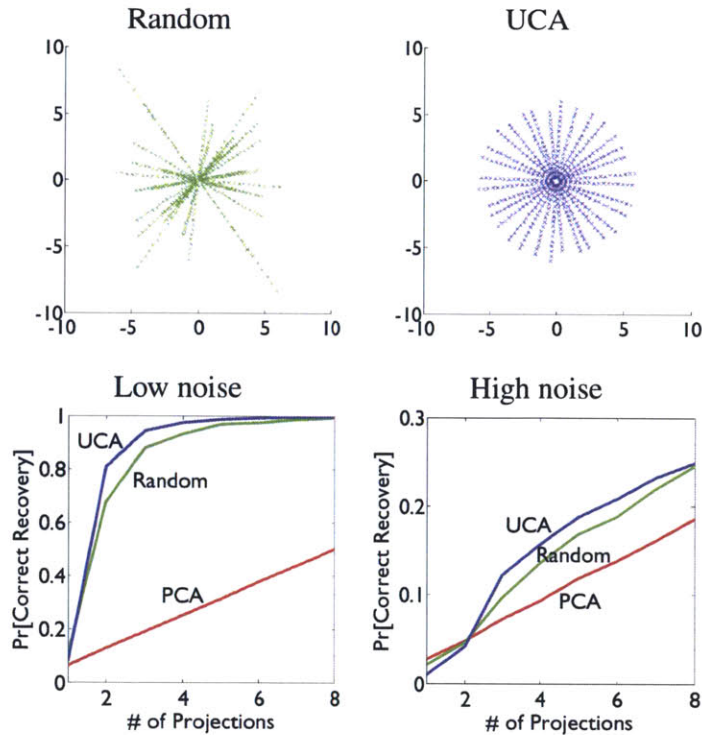 Random
10
5
0
-5
-10
-10 -5 0 5 10
UCA
10
5
0
-5
-10
-10 -5 0 5 10
Low noise
Pr[Correct Recovery]
1
0.8
0.6
0.4
0.2
0
2 4 6 8
# of Projections
UCA
Random
PCA
High noise
Pr[Correct Recovery]
0.3
0.2
0.1
0
2 4 6 8
# of Projections
UCA
Random
PCA